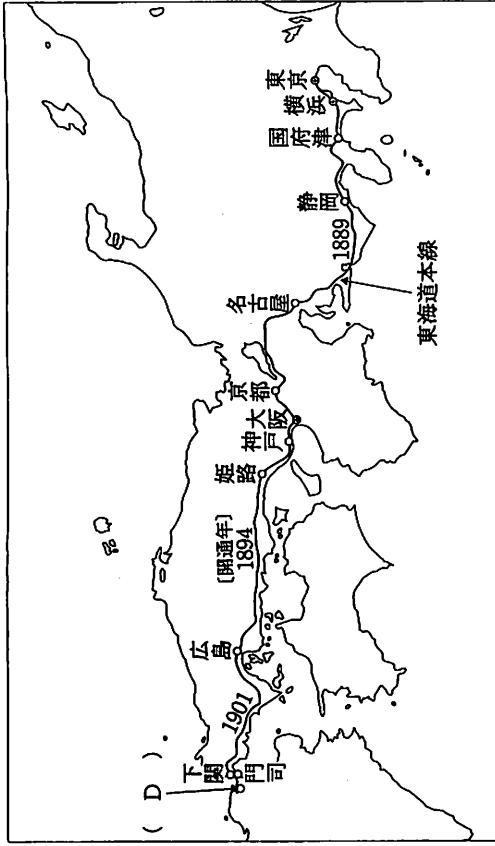 東京
横浜
国府津
静岡
1889
東海道本線
名古屋
京都
大阪
神戸
姫路
[開通年]
1894
広島
1901
下関
門司
( D )